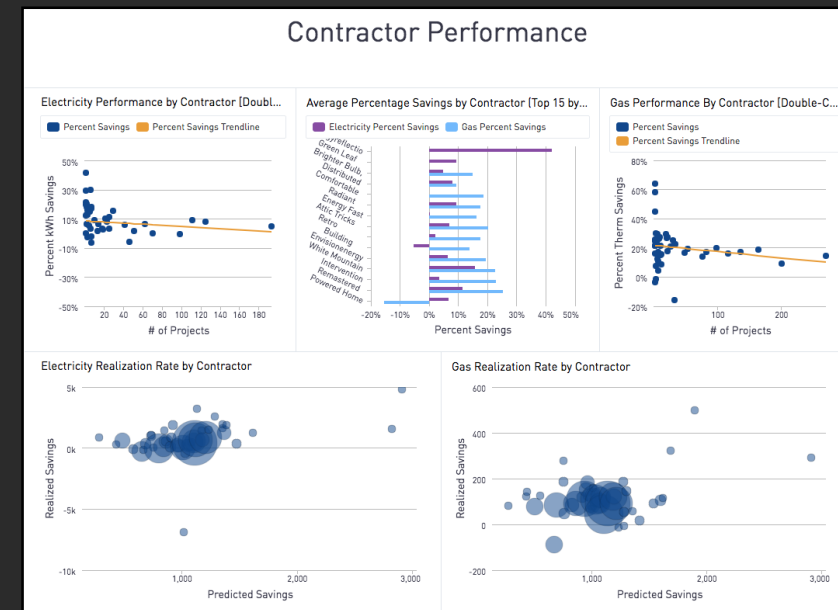 Contractor Performance
Electricity Performance by Contractor [Doubl...
Percent Savings
Percent Savings Trendline
50%
30%
10%
-10%
-30%
-50%
Percent kWh Savings
20 40 60 80 100 120 140 160 180
# of Projects
Average Percentage Savings by Contractor [Top 15 by...
Electricity Percent Savings
Gas Percent Savings
Green Leaf
Brighter Bulb,
Distributed
Comfortable
Radiant
Energy Fast
Attic Tricks
Retro
Building
Envisionenergy
White Mountain
Intervention
Remastered
Powered Home
-20% -10% 0% 10% 20% 30% 40% 50%
Percent Savings
Gas Performance By Contractor [Double-C...
Percent Savings
Percent Savings Trendline
80%
60%
40%
20%
0%
-20%
Percent Therm Savings
100 200
# of Projects
Electricity Realization Rate by Contractor
5k
0k
-5k
-10k
Realized Savings
1,000 2,000 3,000
Predicted Savings
Gas Realization Rate by Contractor
600
400
200
0
-200
Realized Savings
1,000 2,000 3,000
Predicted Savings